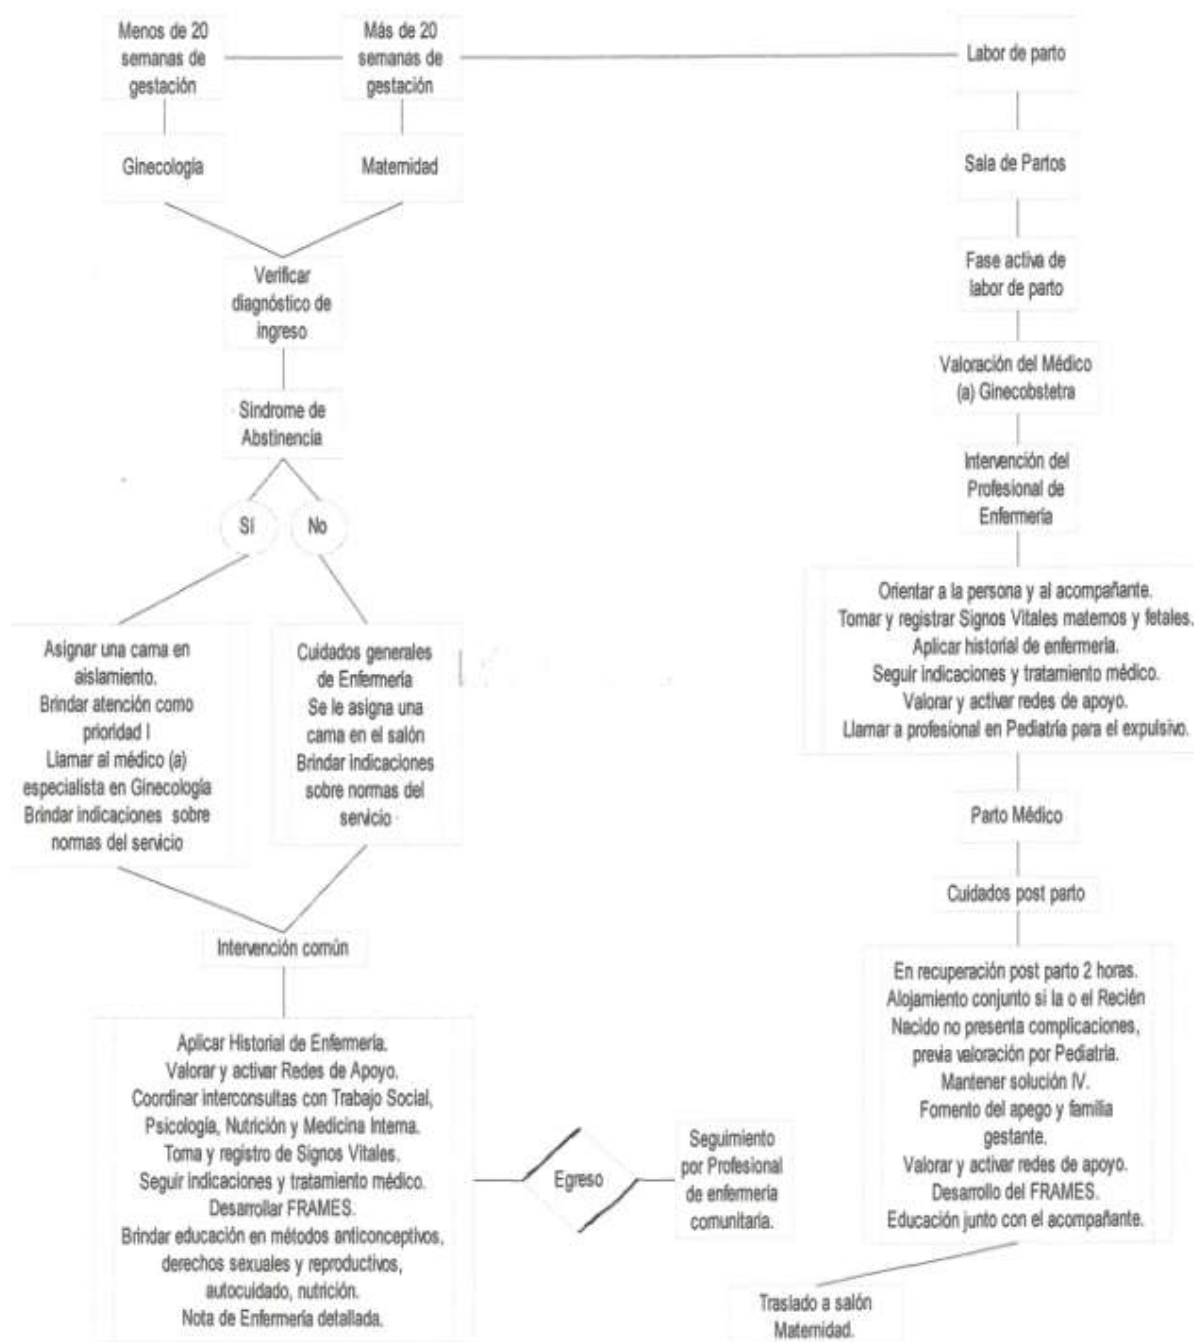 Menos de 20
semanas de
gestación
Más de 20
semanas de
gestación
Labor de parto
Ginecología
Maternidad
Sala de Partos
Verificar
diagnóstico de
ingreso
Fase activa de
labor de parto
Síndrome de
Abstinencia
Valoración del Médico
(a) Ginecobstetra
SI
No
Intervención del
Profesional de
Enfermería
Asignar una cama en
aislamiento.
Brindar atención como
prioridad I
Llamar al médico (a)
especialista en Ginecología
Brindar indicaciones sobre
normas del servicio
Cuidados generales
de Enfermería
Se le asigna una
cama en el salón
Brindar indicaciones
sobre normas del
servicio
Orientar a la persona y al acompañante.
Tomar y registrar Signos Vitales maternos y fetales.
Aplicar historial de enfermería.
Seguir indicaciones y tratamiento médico.
Valorar y activar redes de apoyo.
Llamar a profesional en Pediatría para el expulsivo.
Parto Médico
Cuidados post parto
Intervención común
Aplicar Historial de Enfermería.
Valorar y activar Redes de Apoyo.
Coordinar interconsultas con Trabajo Social,
Psicología, Nutrición y Medicina Interna.
Toma y registro de Signos Vitales.
Seguir indicaciones y tratamiento médico.
Desarrollar FRAMES.
Brindar educación en métodos anticonceptivos,
derechos sexuales y reproductivos,
autocuidado, nutrición.
Nota de Enfermería detallada.
Egreso
Seguimiento
por Profesional
de enfermería
comunitaria.
En recuperación post parto 2 horas.
Alojamiento conjunto si la o el Recién
Nacido no presenta complicaciones,
previa valoración por Pediatría.
Mantener solución IV.
Fomento del apego y familia
gestante.
Valorar y activar redes de apoyo.
Desarrollo del FRAMES.
Educación junto con el acompañante.
Traslado a salón
Maternidad.